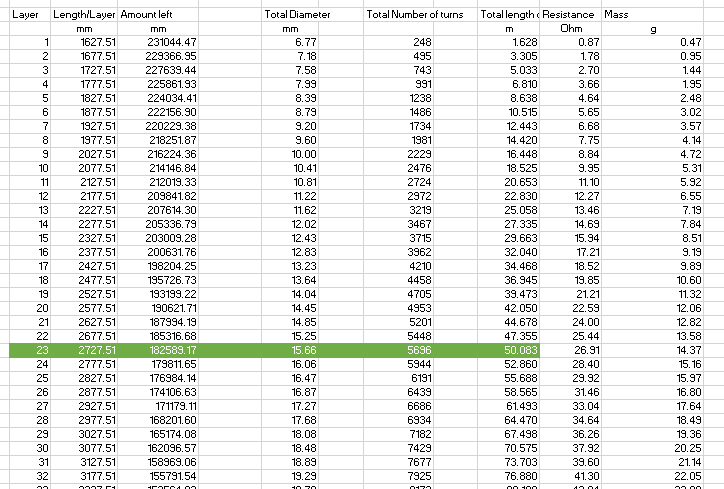 Layer Length/Layer Amount left Total Diameter Total Number of turns Total length o Resistance Mass
mm mm mm m Ohm g
1 1627.51 231044.47 6.77 248 1.628 0.87 0.47
2 1677.51 229366.95 7.18 495 3.305 1.78 0.95
3 1727.51 227639.44 7.58 743 5.033 2.70 1.44
4 1777.51 225861.93 7.99 991 6.810 3.66 1.95
5 1827.51 224034.41 8.39 1238 8.638 4.64 2.48
6 1877.51 222156.90 8.79 1486 10.515 5.65 3.02
7 1927.51 220229.38 9.20 1734 12.443 6.68 3.57
8 1977.51 218251.87 9.60 1981 14.420 7.75 4.14
9 2027.51 216224.36 10.00 2229 16.448 8.84 4.72
10 2077.51 214146.84 10.41 2476 18.525 9.95 5.31
11 2127.51 212019.33 10.81 2724 20.653 11.10 5.92
12 2177.51 209841.82 11.22 2972 22.830 12.27 6.55
13 2227.51 207614.30 11.62 3219 25.058 13.46 7.19
14 2277.51 205336.79 12.02 3467 27.335 14.69 7.84
15 2327.51 203009.28 12.43 3715 29.663 15.94 8.51
16 2377.51 200631.76 12.83 3962 32.040 17.21 9.19
17 2427.51 198204.25 13.23 4210 34.468 18.52 9.89
18 2477.51 195726.73 13.64 4458 36.945 19.85 10.60
19 2527.51 193199.22 14.04 4705 39.473 21.21 11.32
20 2577.51 190621.71 14.45 4953 42.050 22.59 12.06
21 2627.51 187994.19 14.85 5201 44.678 24.00 12.82
22 2677.51 185316.68 15.25 5448 47.355 25.44 13.58
23 2727.51 182589.17 15.66 5696 50.083 26.91 14.37
24 2777.51 179811.65 16.06 5944 52.860 28.40 15.16
25 2827.51 176984.14 16.47 6191 55.688 29.92 15.97
26 2877.51 174106.63 16.87 6439 58.565 31.46 16.80
27 2927.51 171179.11 17.27 6686 61.493 33.04 17.64
28 2977.51 168201.60 17.68 6934 64.470 34.64 18.49
29 3027.51 165174.08 18.08 7182 67.498 36.26 19.36
30 3077.51 162096.57 18.48 7429 70.575 37.92 20.25
31 3127.51 158969.06 18.89 7677 73.703 39.60 21.14
32 3177.51 155791.54 19.29 7925 76.880 41.30 22.05